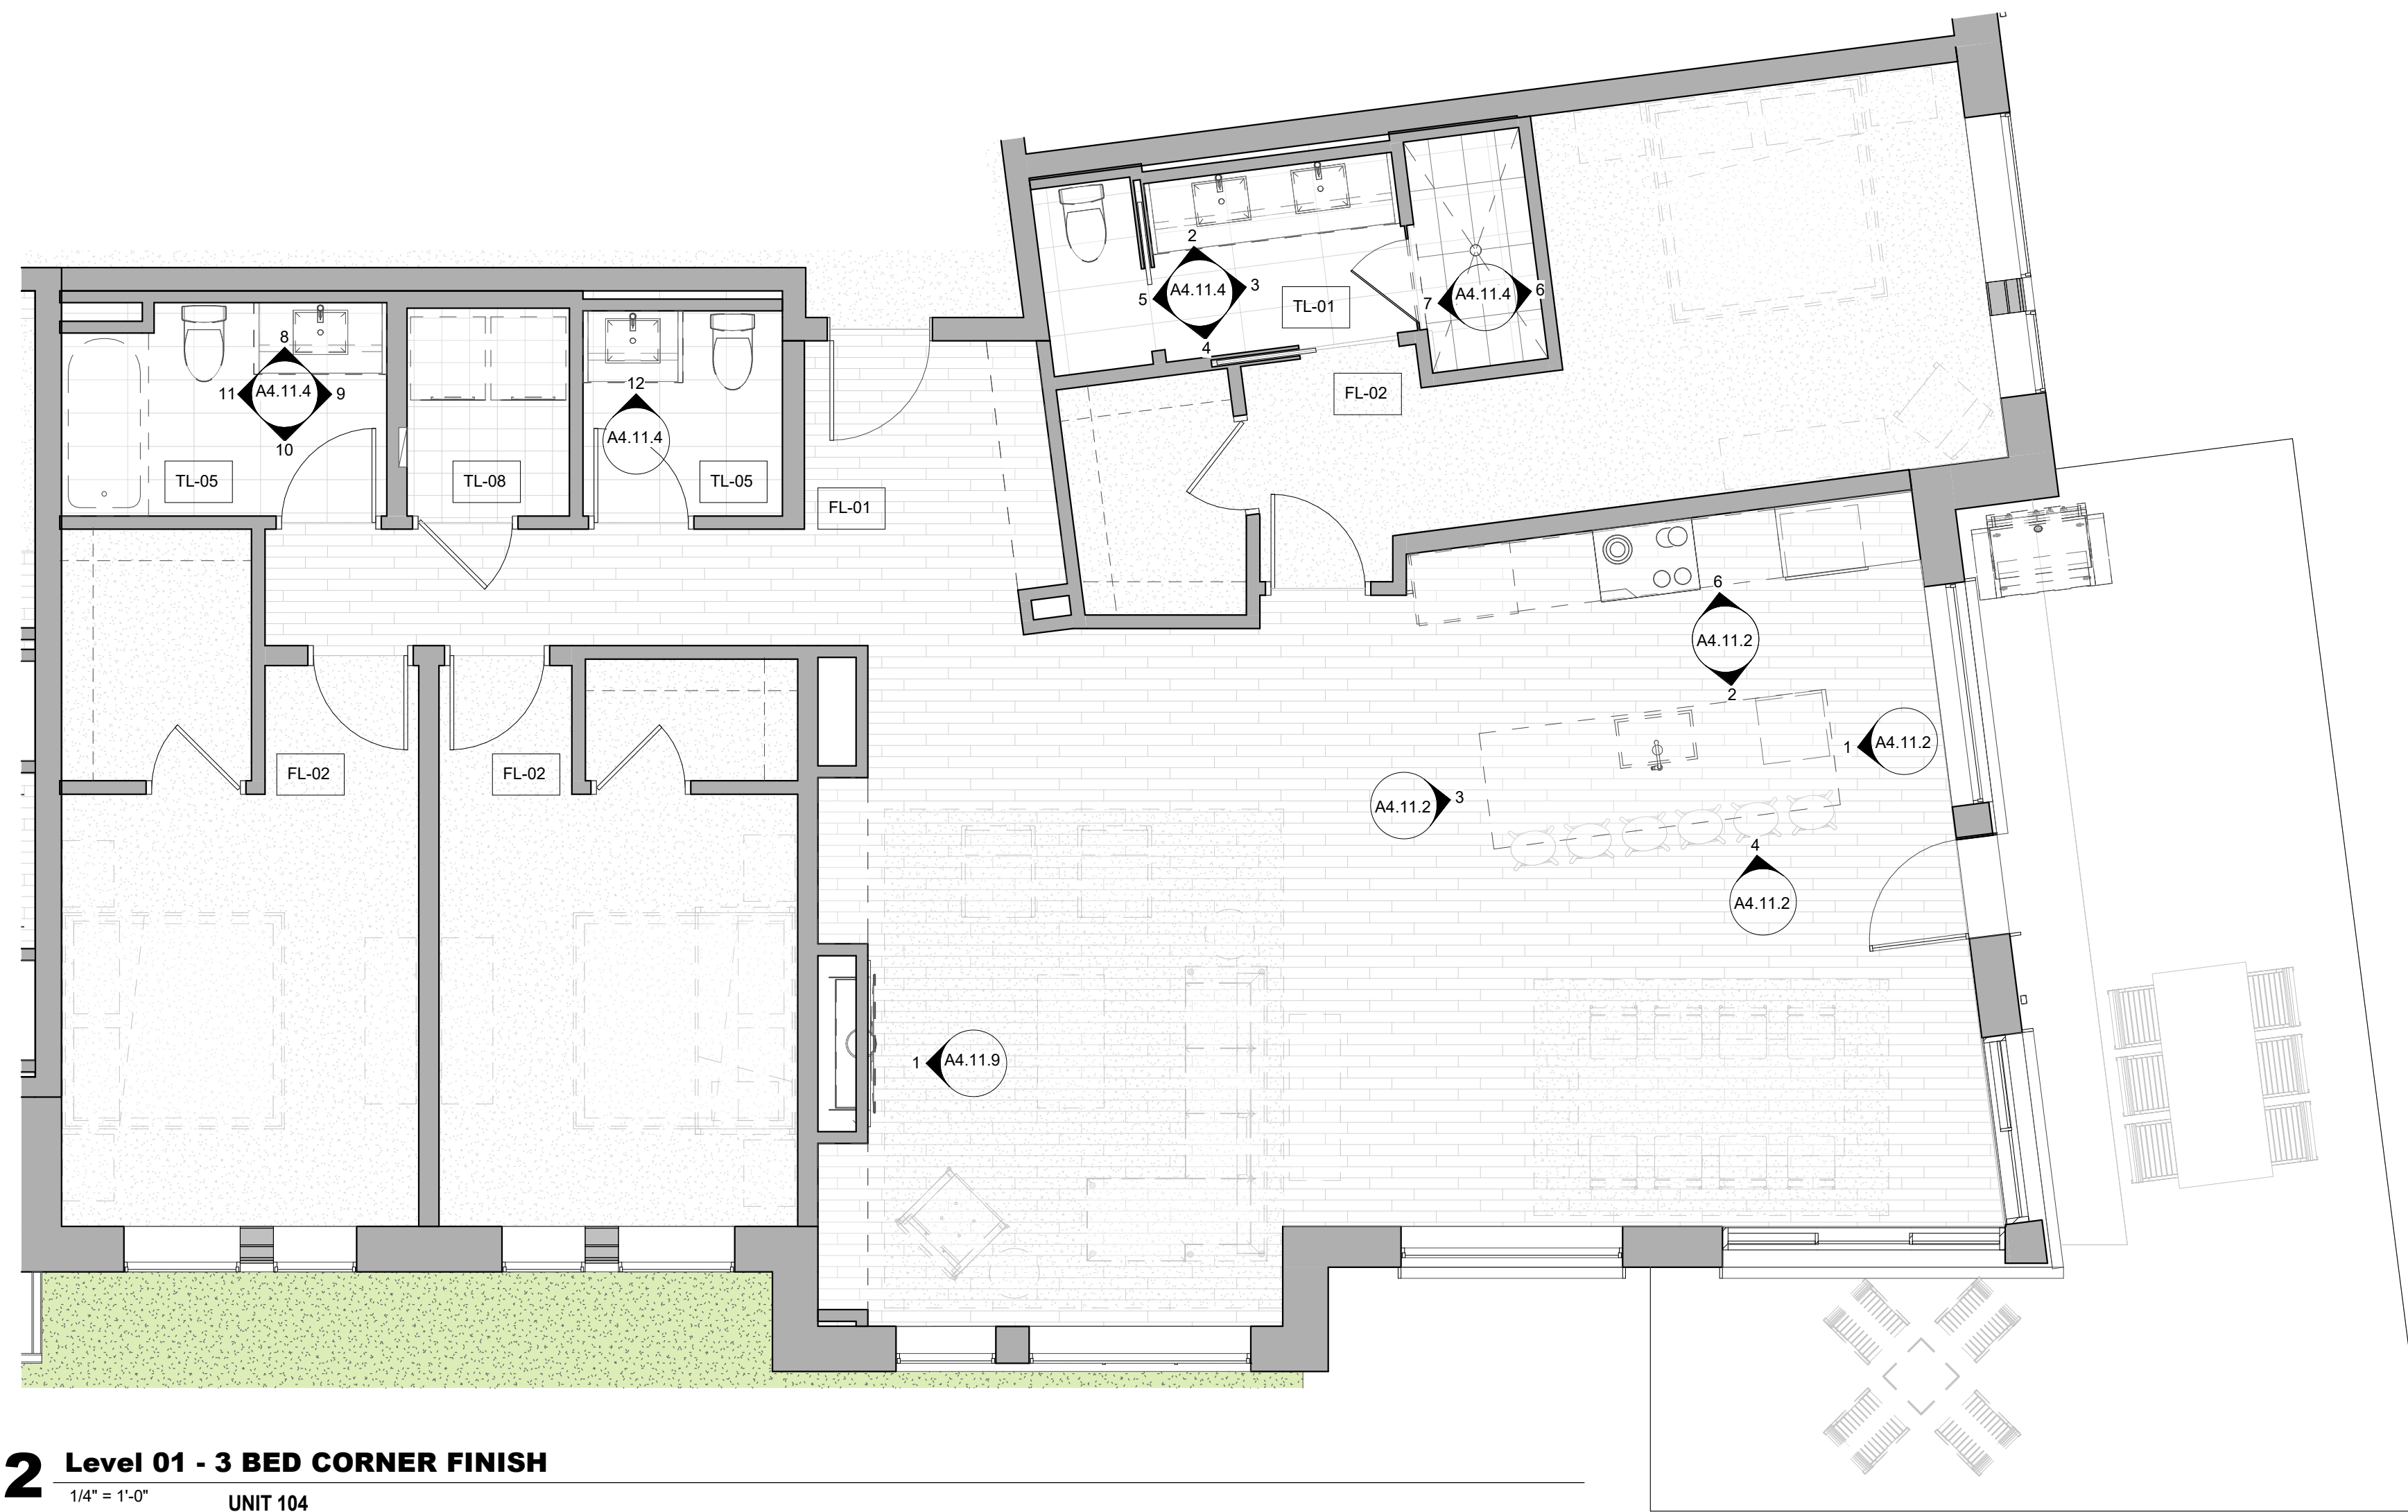 2
A4.11.4
3
5
4
TL-01
7
A4.11.4
6
8
11
A4.11.4
9
10
12
A4.11.4
TL-05
TL-08
TL-05
FL-01
FL-02
6
A4.11.2
2
FL-02
FL-02
1
A4.11.2
A4.11.2
3
4
A4.11.2
1
A4.11.9
2
Level 01 - 3 BED CORNER FINISH
1/4" = 1'-0"
UNIT 104